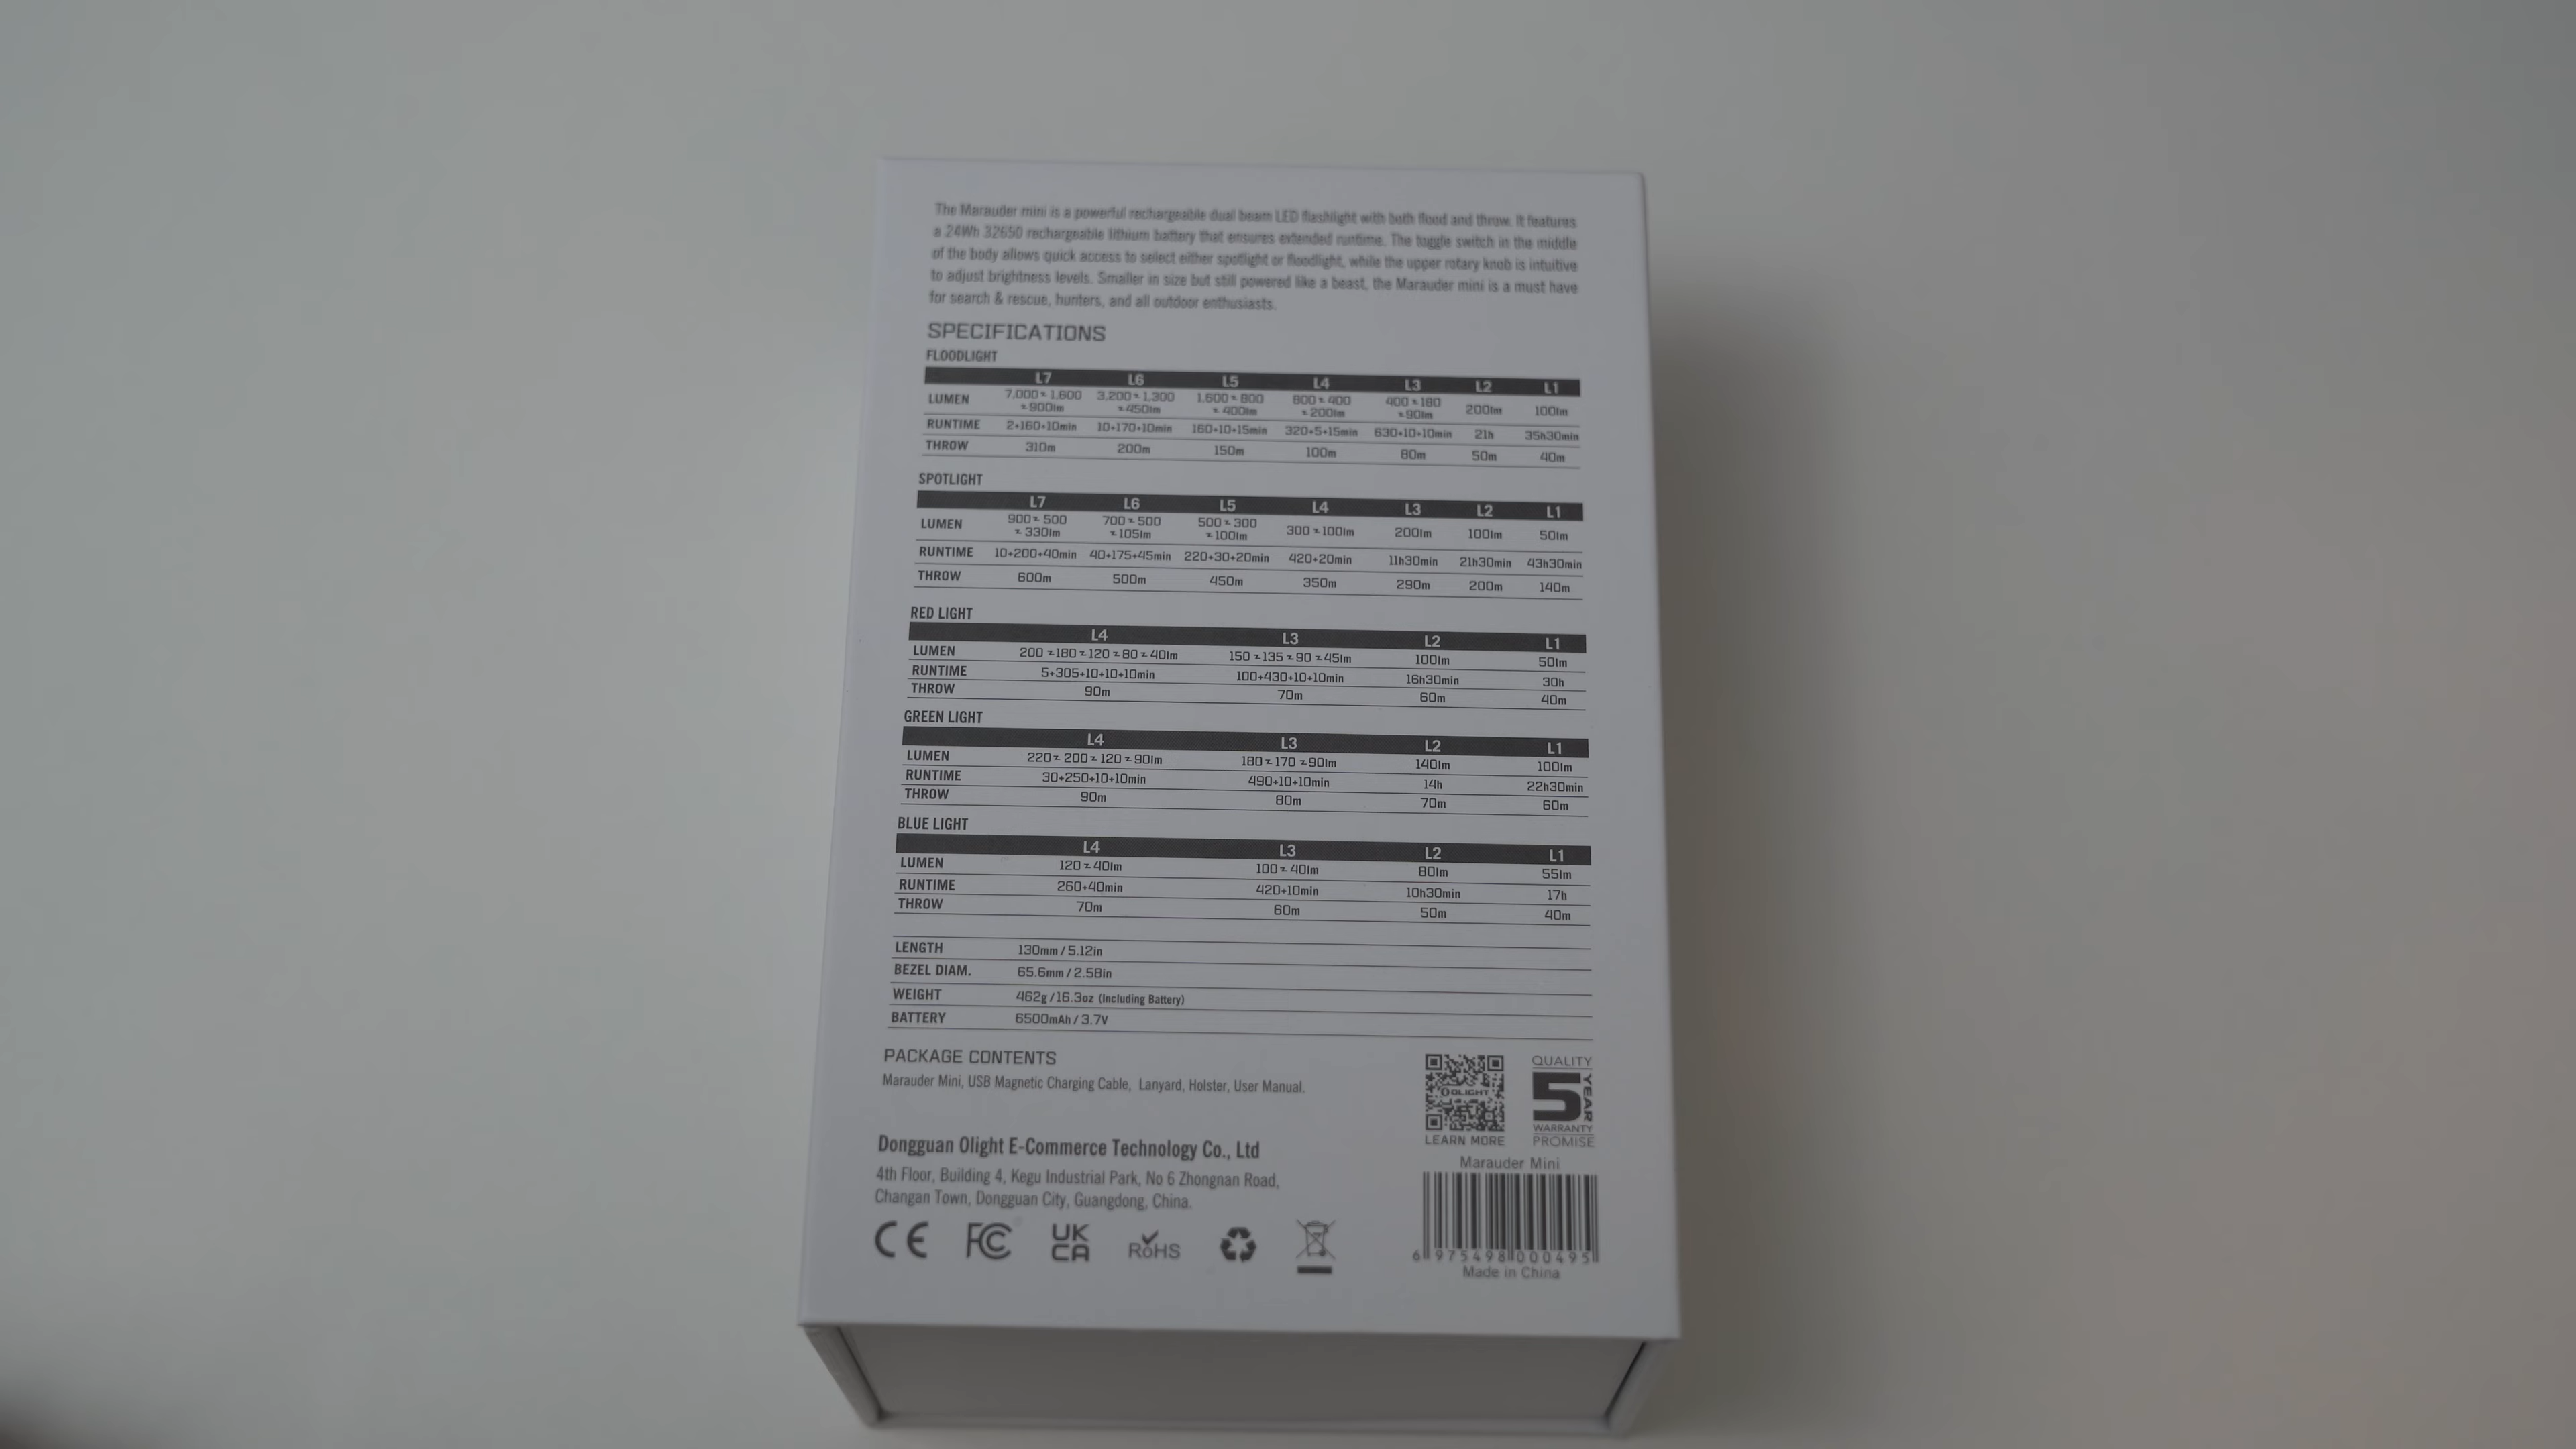 The Marauder mini is a powerful rechargeable dual beam LED flashlight with both flood and throw. It features
a 24Wh 32650 rechargeable lithium battery that ensures extended runtime. The toggle switch in the middle
of the body allows quick access to select either spotlight or floodlight, while the upper rotary knob is intuitive
to adjust brightness levels. Smaller in size but still powered like a beast, the Marauder mini is a must have
for search & rescue, hunters, and all outdoor enthusiasts.
SPECIFICATIONS
FLOODLIGHT
L7 L6 L5 L4 L3 L2 L1
LUMEN 7,000~1,600~900lm 3,200~1,300~450lm 1,600~800~400lm 800~400~200lm 400~180~90lm 200lm 100lm
RUNTIME 2+160+10min 10+170+10min 160+10+15min 320+5+15min 630+10+10min 21h 35h30min
THROW 310m 200m 150m 100m 80m 50m 40m
SPOTLIGHT
L7 L6 L5 L4 L3 L2 L1
LUMEN 900~500~330lm 700~500~105lm 500~300~100lm 300~100lm 200lm 100lm 50lm
RUNTIME 10+200+40min 40+175+45min 220+30+20min 420+20min 11h30min 21h30min 43h30min
THROW 600m 500m 450m 350m 290m 200m 140m
RED LIGHT
L4 L3 L2 L1
LUMEN 200~180~120~80~40lm 150~135~90~45lm 100lm 50lm
RUNTIME 5+305+10+10+10min 100+430+10+10min 16h30min 30h
THROW 90m 70m 60m 40m
GREEN LIGHT
L4 L3 L2 L1
LUMEN 220~200~120~90lm 180~170~90lm 140lm 100lm
RUNTIME 30+250+10+10min 490+10+10min 14h 22h30min
THROW 90m 80m 70m 60m
BLUE LIGHT
L4 L3 L2 L1
LUMEN 120~40lm 100~40lm 80lm 55lm
RUNTIME 260+40min 420+10min 10h30min 17h
THROW 70m 60m 50m 40m
LENGTH 130mm / 5.12in
BEZEL DIAM. 65.6mm / 2.58in
WEIGHT 462g /16.3oz (Including Battery)
BATTERY 6500mAh / 3.7V
PACKAGE CONTENTS
Marauder Mini, USB Magnetic Charging Cable, Lanyard, Holster, User Manual.
OLIGHT
LEARN MORE
QUALITY
5 YEAR
WARRANTY
PROMISE
Dongguan Olight E-Commerce Technology Co., Ltd
4th Floor, Building 4, Kegu Industrial Park, No 6 Zhongnan Road,
Changan Town, Dongguan City, Guangdong, China.
CE FC UK CA RoHS
Marauder Mini
6 975498 000495
Made in China